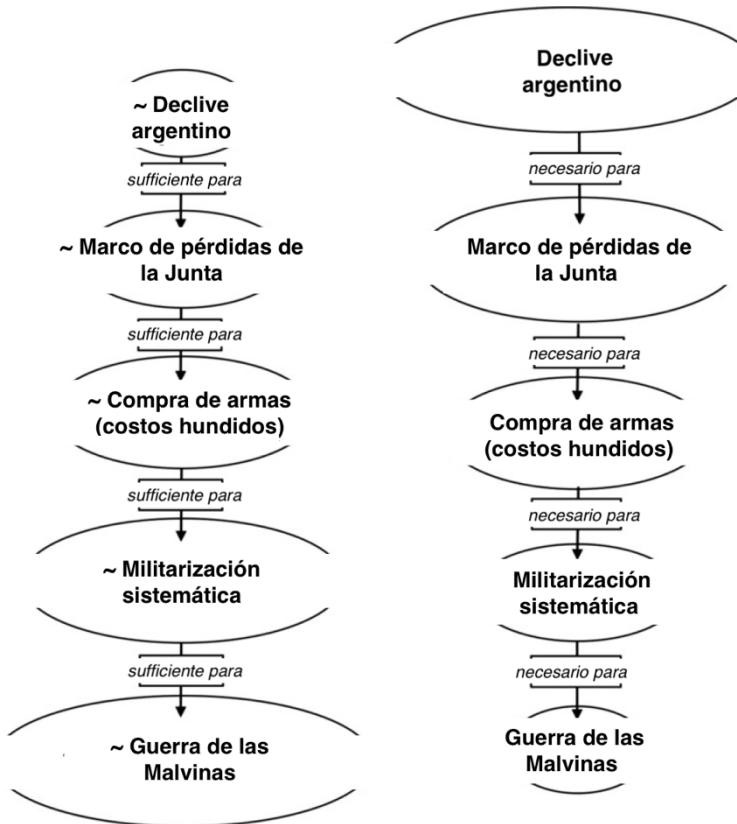 ~ Declive
argentino
sufficiente para
~ Marco de pérdidas de
la Junta
sufficiente para
~ Compra de armas
(costos hundidos)
sufficiente para
~ Militarización
sistemática
sufficiente para
~ Guerra de las
Malvinas
Declive
argentino
necesario para
Marco de pérdidas de
la Junta
necesario para
Compra de armas
(costos hundidos)
necesario para
Militarización
sistemática
necesario para
Guerra de las
Malvinas